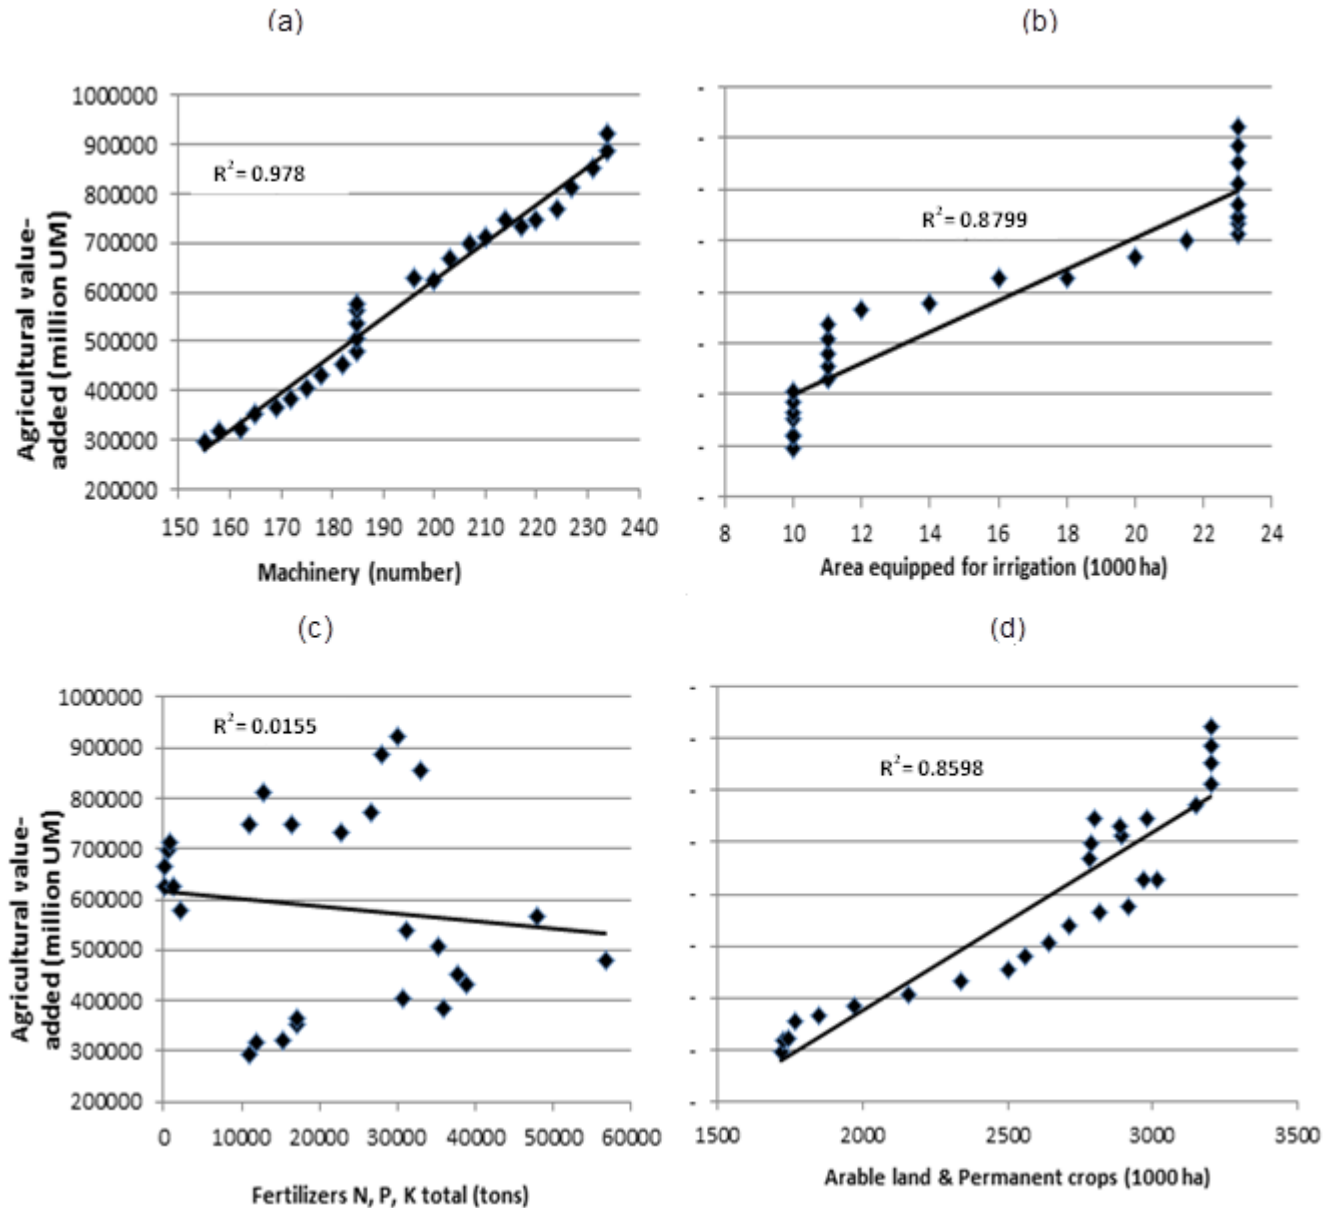 (a)
Agricultural value-
added (million UM)
1000000
900000
800000
700000
600000
500000
400000
300000
200000
R²= 0.978
150 160 170 180 190 200 210 220 230 240
Machinery (number)
(b)
-
-
-
-
-
-
-
-
-
R²= 0.8799
8 10 12 14 16 18 20 22 24
Area equipped for irrigation (1000 ha)
(c)
Agricultural value-
added (million UM)
1000000
900000
800000
700000
600000
500000
400000
300000
200000
R²= 0.0155
0 10000 20000 30000 40000 50000 60000
Fertilizers N, P, K total (tons)
(d)
-
-
-
-
-
-
-
-
-
R²= 0.8598
1500 2000 2500 3000 3500
Arable land & Permanent crops (1000 ha)